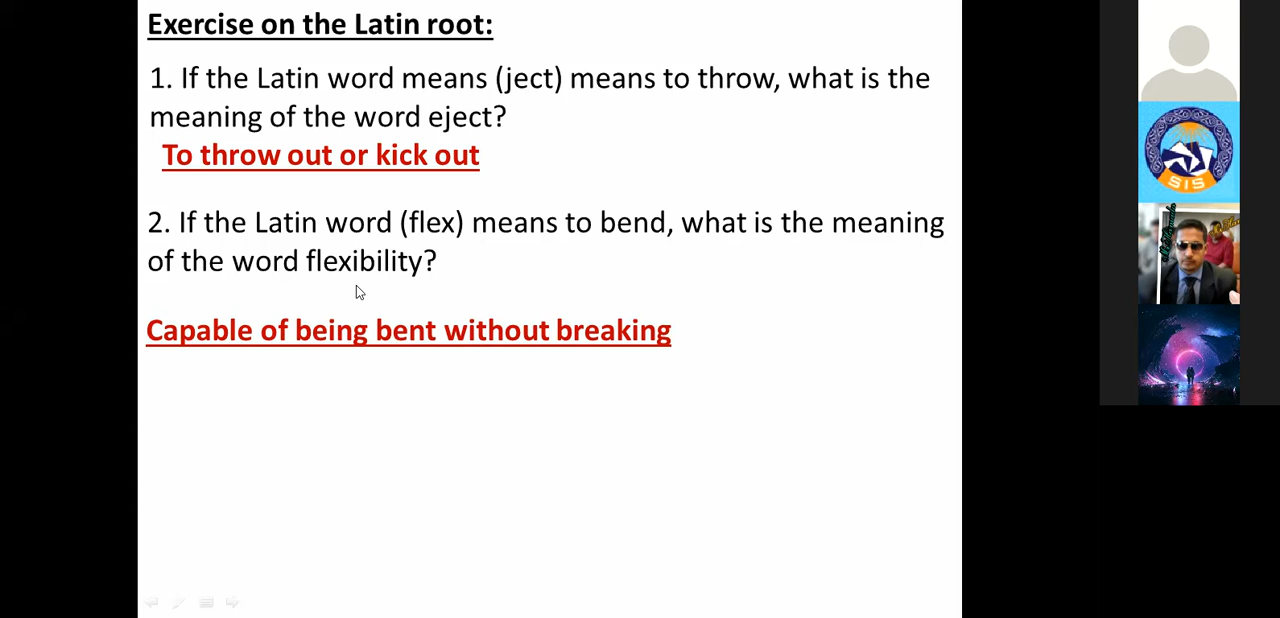 Exercise on the Latin root:
1. If the Latin word means (ject) means to throw, what is the
meaning of the word eject?
To throw out or kick out
2. If the Latin word (flex) means to bend, what is the meaning
of the word flexibility?
Capable of being bent without breaking
SIS